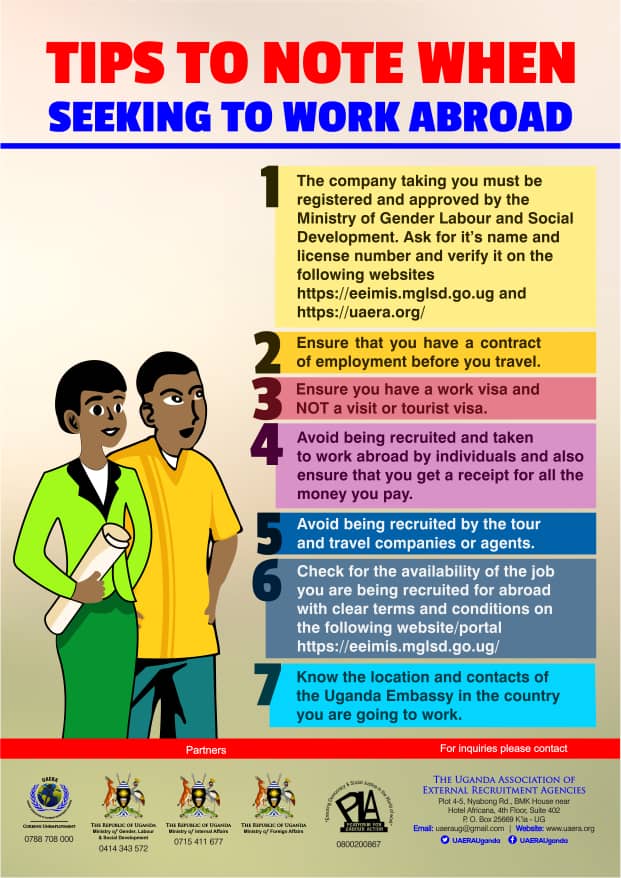 TIPS TO NOTE WHEN
SEEKING TO WORK ABROAD
1
The company taking you must be
registered and approved by the
Ministry of Gender Labour and Social
Development. Ask for it's name and
license number and verify it on the
following websites
https://eeimis.mglsd.go.ug and
https://uaera.org/
2
Ensure that you have a contract
of employment before you travel.
3
Ensure you have a work visa and
NOT a visit or tourist visa.
4
Avoid being recruited and taken
to work abroad by individuals and also
ensure that you get a receipt for all the
money you pay.
5
Avoid being recruited by the tour
and travel companies or agents.
6
Check for the availability of the job
you are being recruited for abroad
with clear terms and conditions on
the following website/portal
https://eeimis.mglsd.go.ug/
7
Know the location and contacts of
the Uganda Embassy in the country
you are going to work.
Partners
For inquiries please contact
UAERA
CURBING UNEMPLOYMENT
0788 708 000
THE REPUBLIC OF UGANDA
Ministry of Gender, Labour
& Social Development
0414 343 572
THE REPUBLIC OF UGANDA
Ministry of Internal Affairs
0715 411 677
THE REPUBLIC OF UGANDA
Ministry of Foreign Affairs
PLA
PLATFORM FOR
LABOUR ACTION
0800200867
THE UGANDA ASSOCIATION OF
EXTERNAL RECRUITMENT AGENCIES
Plot 4-5, Nyabong Rd., BMK House near
Hotel Africana, 4th Floor, Suite 402
P. O. Box 25669 K'la - UG
Email: uaeraug@gmail.com | Website: www.uaera.org
UAERAUganda UAERAUganda